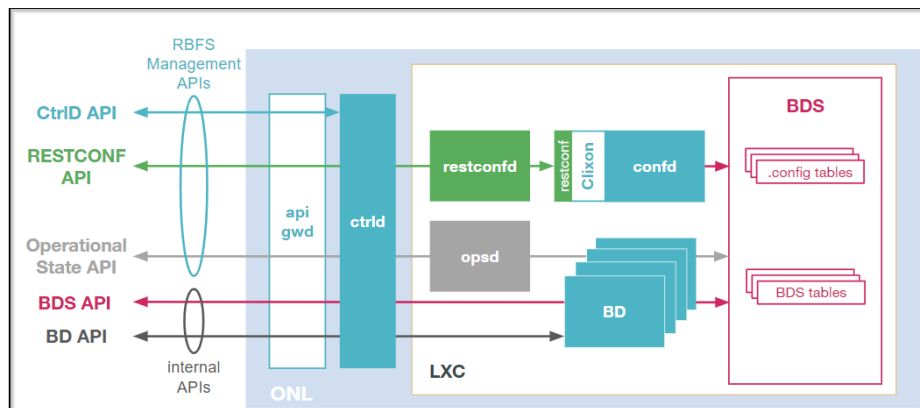 RBFS
Management
APIs
CtrlD API
RESTCONF
API
Operational
State API
BDS API
BD API
internal
APIs
api
gwd
ctrld
ONL
restconfd
restconf
Clixon
confd
opsd
BD
LXC
BDS
.config tables
BDS tables